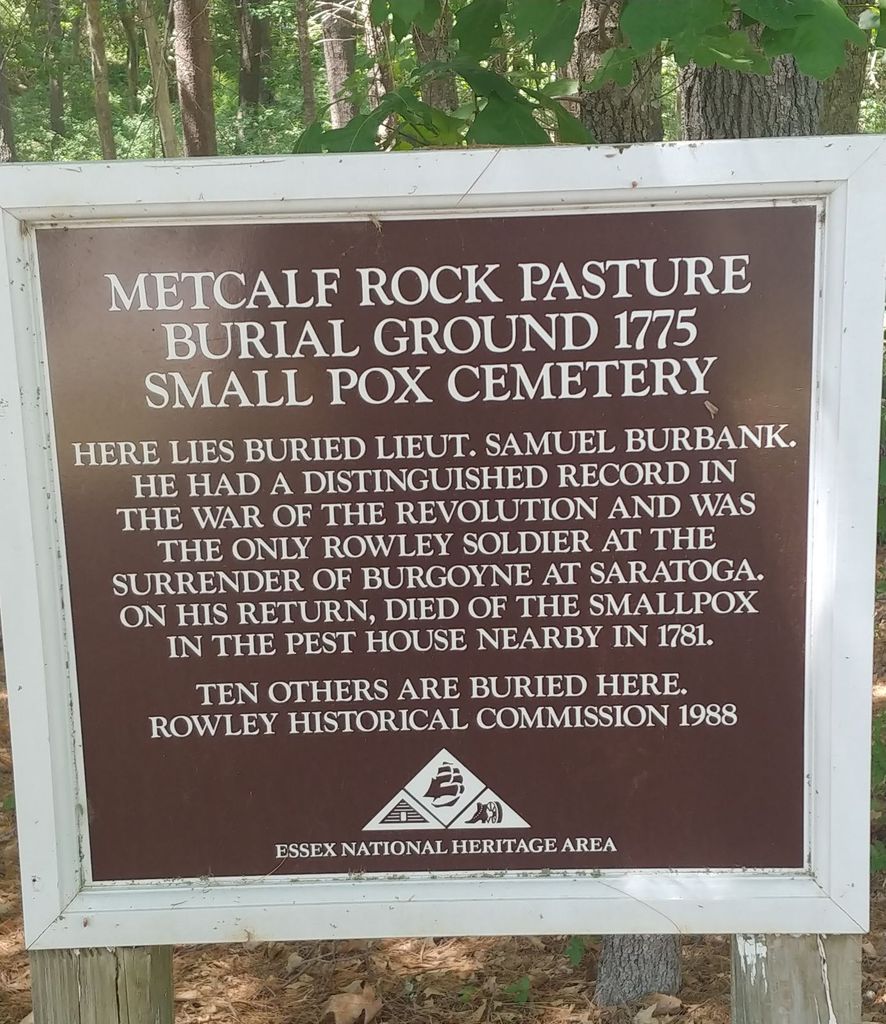 METCALF ROCK PASTURE
BURIAL GROUND 1775
SMALL POX CEMETERY
HERE LIES BURIED LIEUT. SAMUEL BURBANK.
HE HAD A DISTINGUISHED RECORD IN
THE WAR OF THE REVOLUTION AND WAS
THE ONLY ROWLEY SOLDIER AT THE
SURRENDER OF BURGOYNE AT SARATOGA.
ON HIS RETURN, DIED OF THE SMALLPOX
IN THE PEST HOUSE NEARBY IN 1781.
TEN OTHERS ARE BURIED HERE.
ROWLEY HISTORICAL COMMISSION 1988
ESSEX NATIONAL HERITAGE AREA